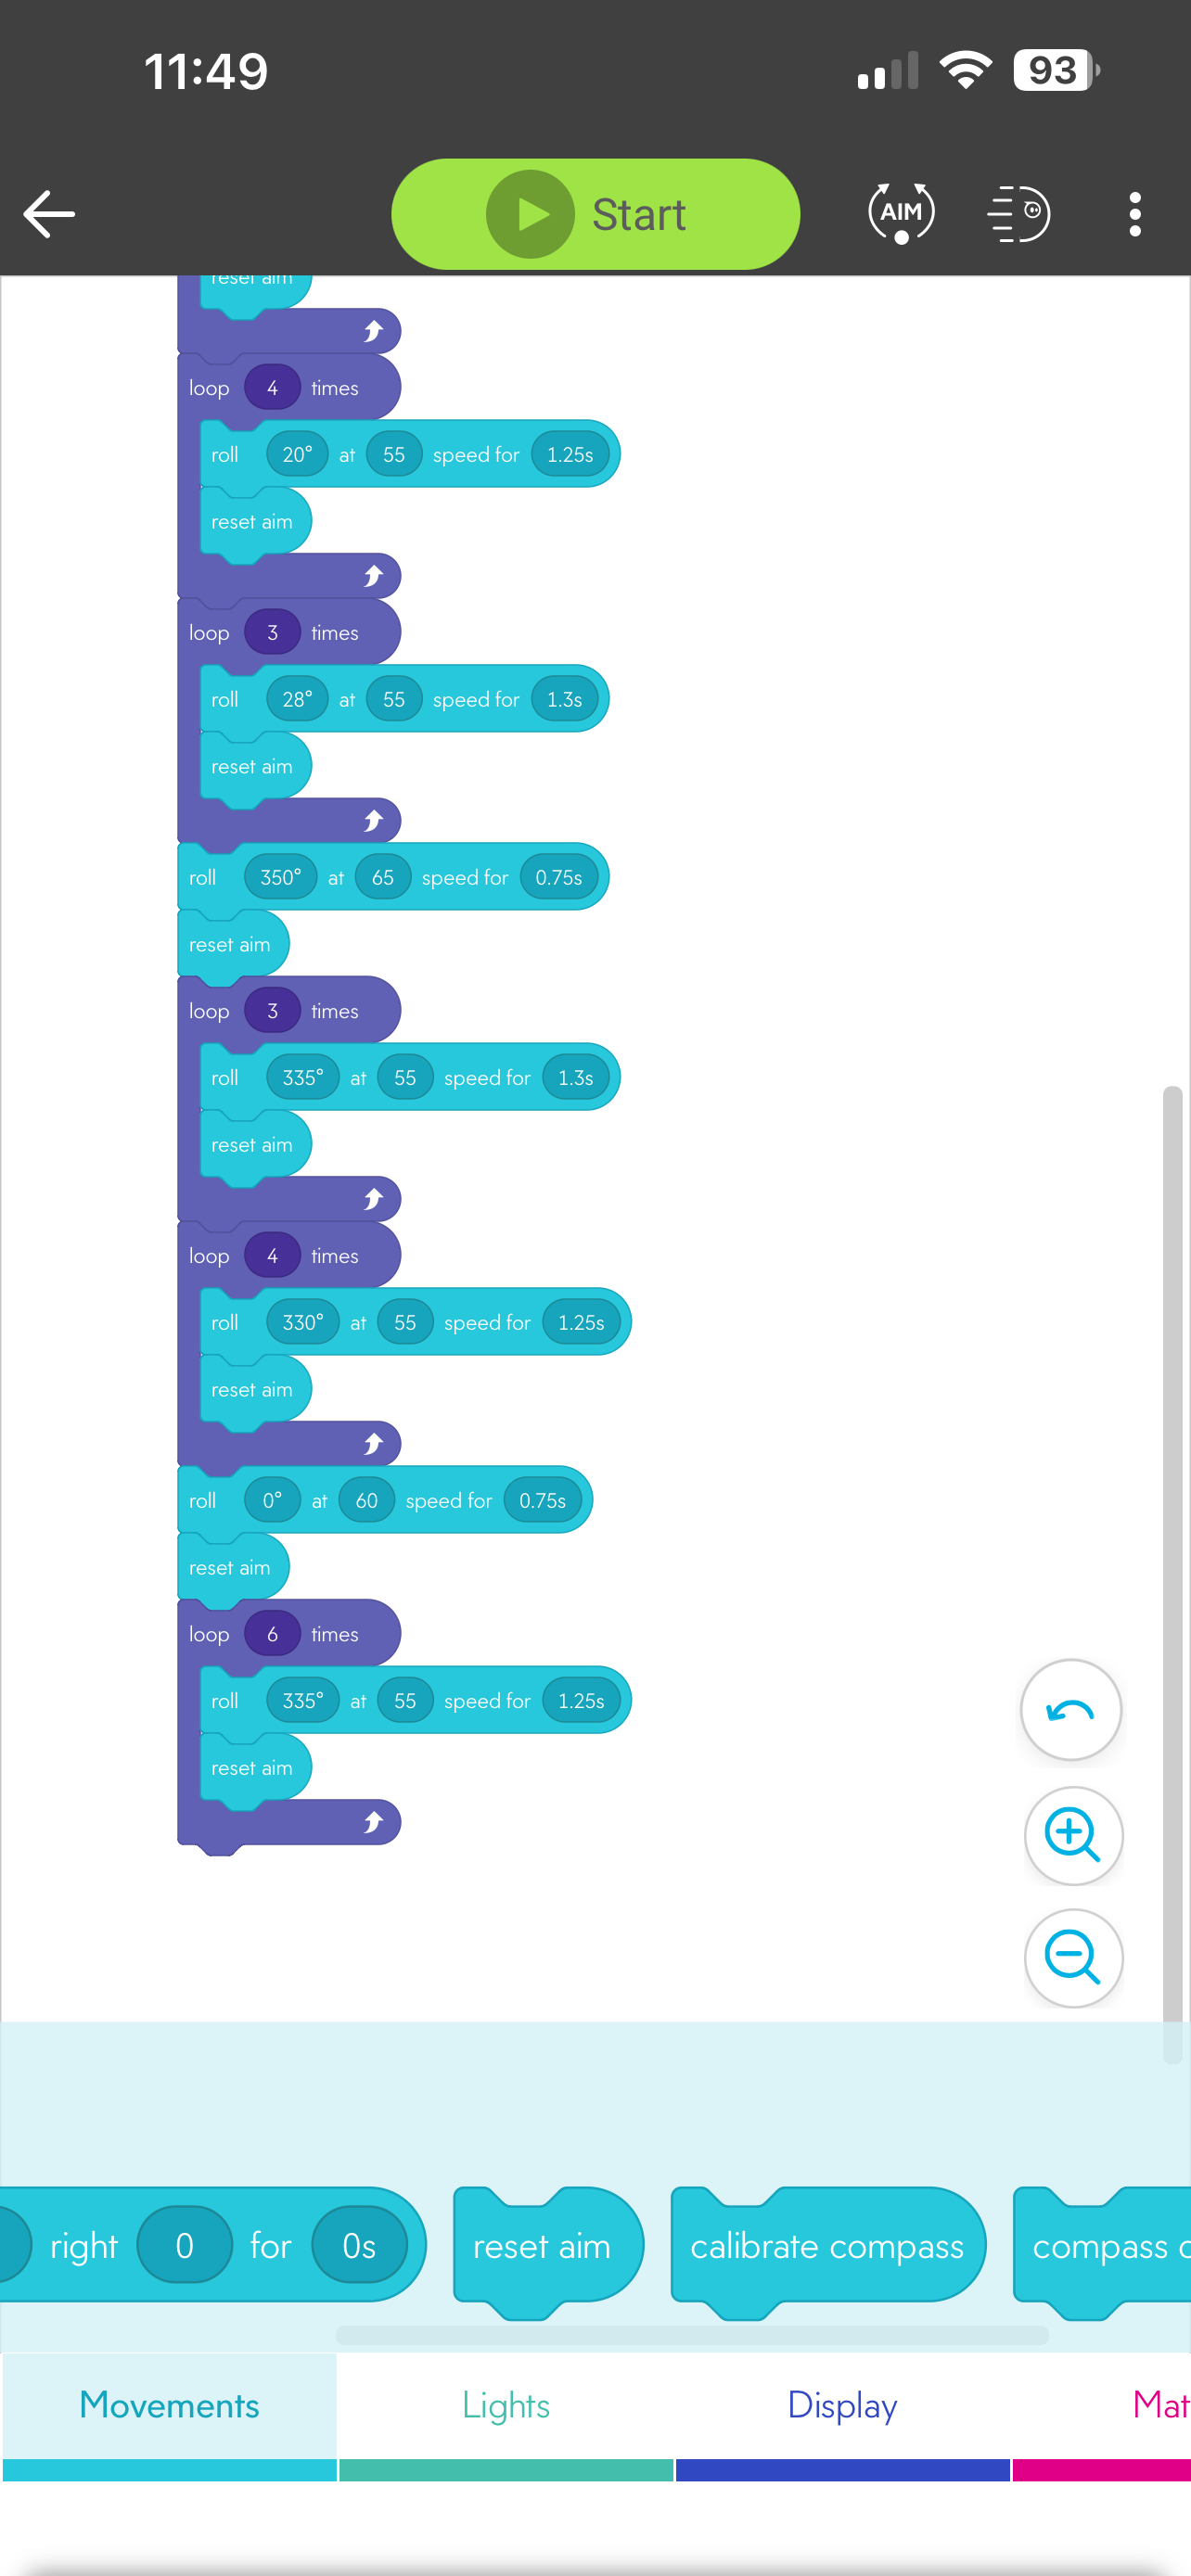 11:49 93
Start AIM
reset aim
loop 4 times
roll 20° at 55 speed for 1.25s
reset aim
loop 3 times
roll 28° at 55 speed for 1.3s
reset aim
roll 350° at 65 speed for 0.75s
reset aim
loop 3 times
roll 335° at 55 speed for 1.3s
reset aim
loop 4 times
roll 330° at 55 speed for 1.25s
reset aim
roll 0° at 60 speed for 0.75s
reset aim
loop 6 times
roll 335° at 55 speed for 1.25s
reset aim
right 0 for 0s reset aim calibrate compass compass
Movements Lights Display Mat